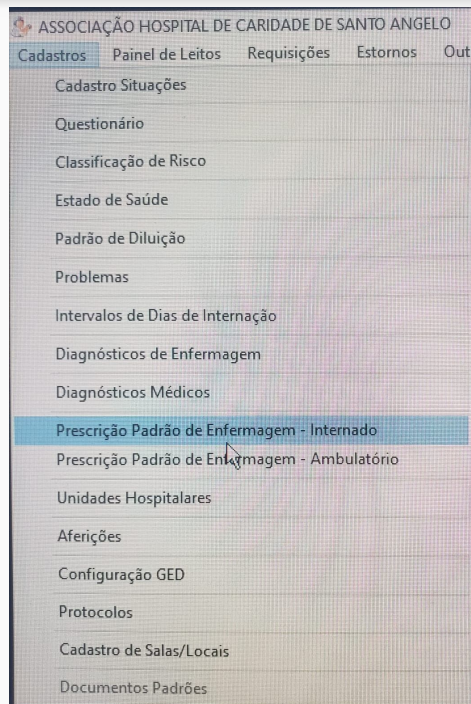 ASSOCIAÇÃO HOSPITAL DE CARIDADE DE SANTO ANGELO
Cadastros Painel de Leitos Requisições Estornos Out
Cadastro Situações
Questionário
Classificação de Risco
Estado de Saúde
Padrão de Diluição
Problemas
Intervalos de Dias de Internação
Diagnósticos de Enfermagem
Diagnósticos Médicos
Prescrição Padrão de Enfermagem - Internado
Prescrição Padrão de Enfermagem - Ambulatório
Unidades Hospitalares
Aferições
Configuração GED
Protocolos
Cadastro de Salas/Locais
Documentos Padrões